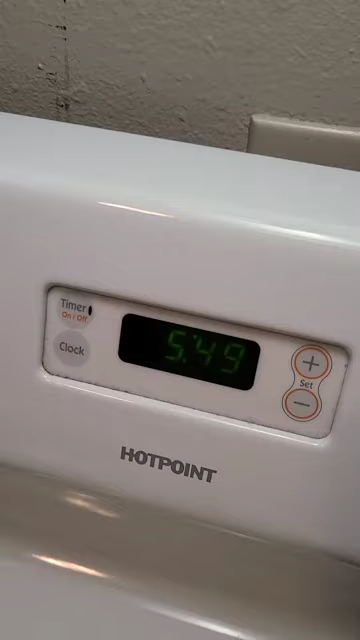 Timer
On / Off
Clock
5:49
+
Set
−
HOTPOINT